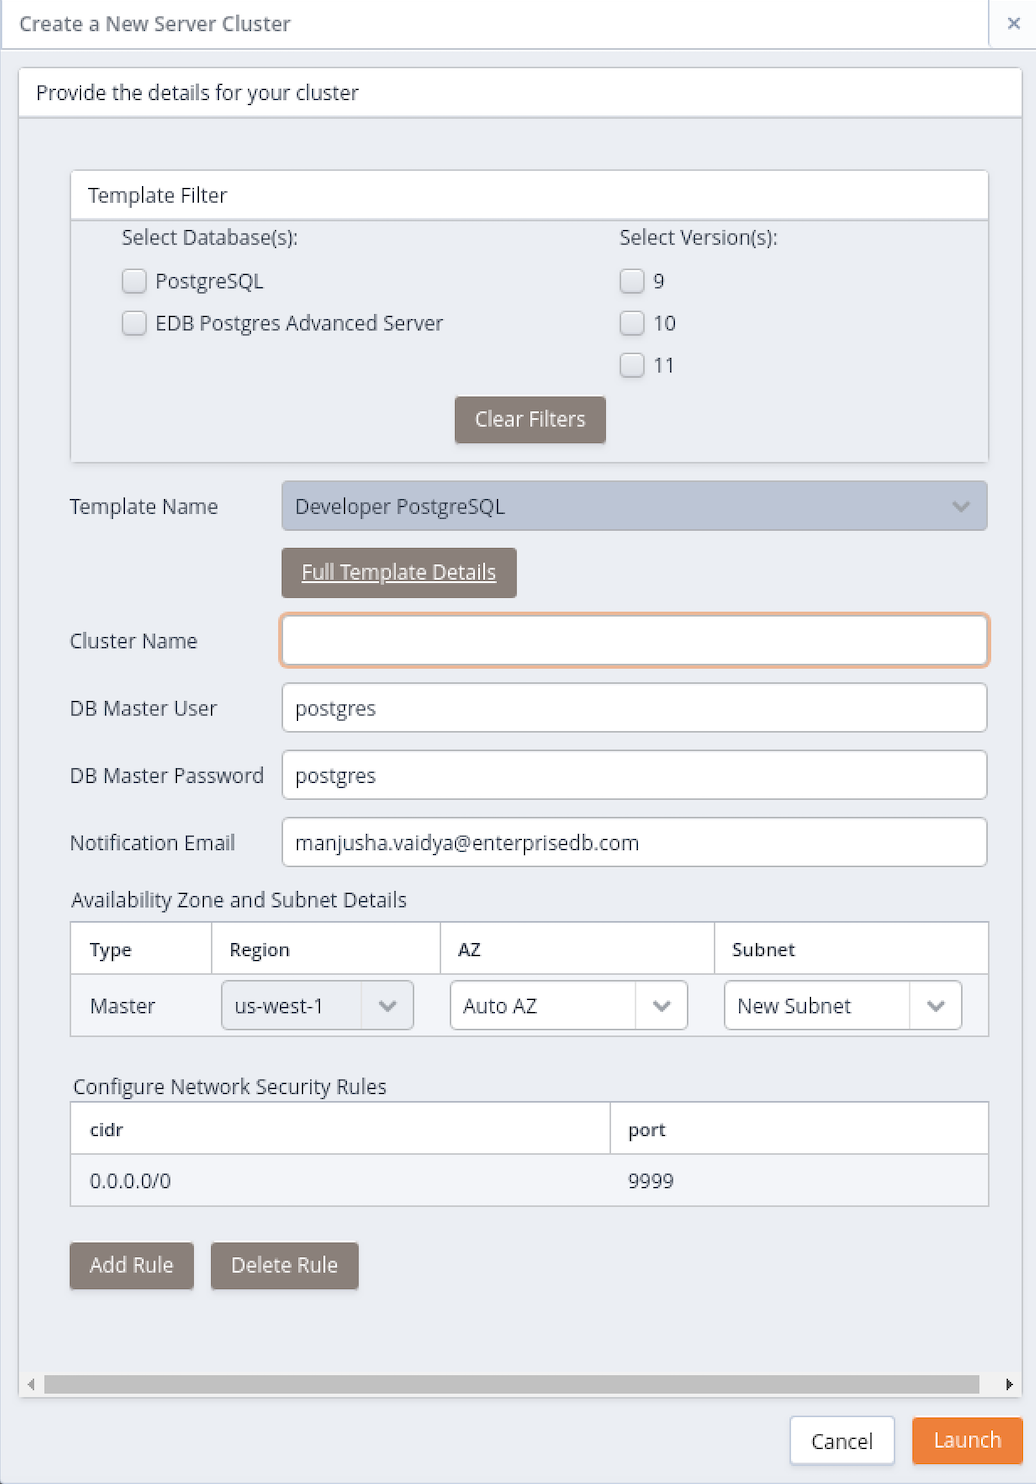 Create a New Server Cluster
×
Provide the details for your cluster
Template Filter
Select Database(s): Select Version(s):
PostgreSQL 9
EDB Postgres Advanced Server 10
11
Clear Filters
Template Name Developer PostgreSQL
Full Template Details
Cluster Name
DB Master User postgres
DB Master Password postgres
Notification Email manjusha.vaidya@enterprisedb.com
Availability Zone and Subnet Details
Type Region AZ Subnet
Master us-west-1 Auto AZ New Subnet
Configure Network Security Rules
cidr port
0.0.0.0/0 9999
Add Rule Delete Rule
Cancel Launch